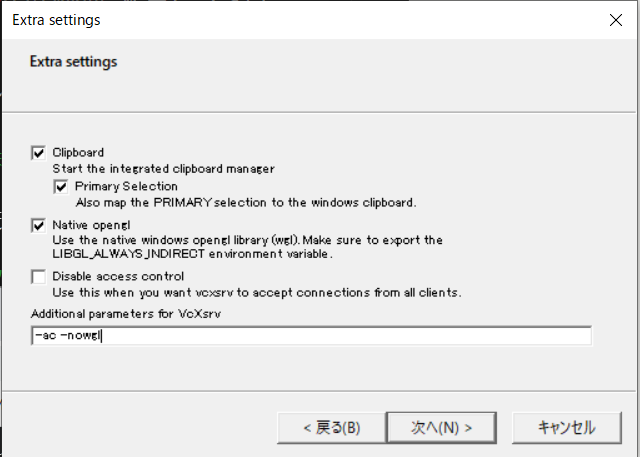 Extra settings
Extra settings
Clipboard
Start the integrated clipboard manager
Primary Selection
Also map the PRIMARY selection to the windows clipboard.
Native opengl
Use the native windows opengl library (wgl). Make sure to export the
LIBGL_ALWAYS_INDIRECT environment variable.
Disable access control
Use this when you want vcxsrv to accept connections from all clients.
Additional parameters for VcXsrv
-ac -nowgl
< 戻る(B) 次へ(N) > キャンセル